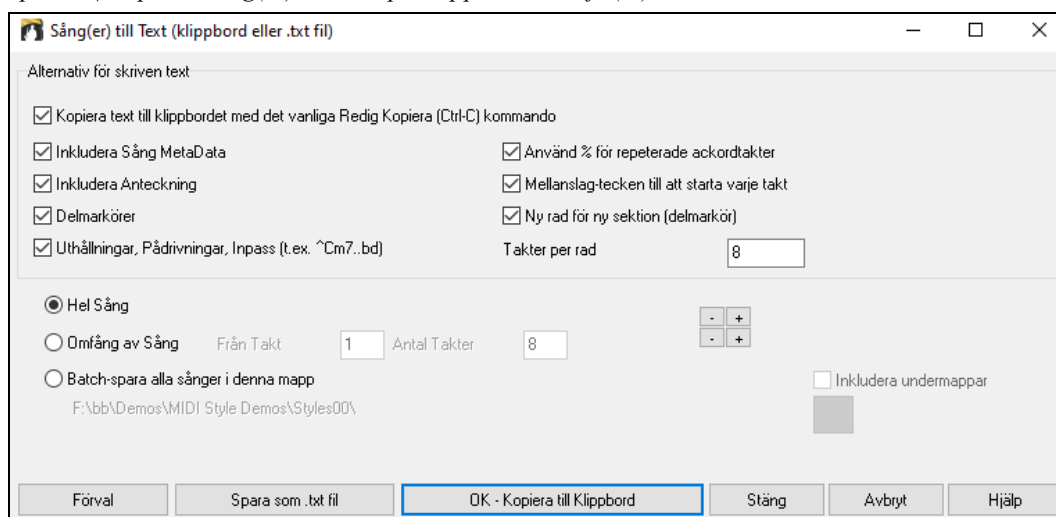 Sång(er) till Text (klippbord eller .txt fil)
Alternativ för skriven text
Kopiera text till klippbordet med det vanliga Redig Kopiera (Ctrl-C) kommando
Inkludera Sång MetaData
Använd % för repeterade ackordtakter
Inkludera Anteckning
Mellanslag-tecken till att starta varje takt
Delmarkörer
Ny rad för ny sektion (delmarkör)
Uthållningar, Pådrivningar, Inpass (t.ex. ^Cm7..bd)
Takter per rad 8
Hel Sång
- +
Omfång av Sång Från Takt 1 Antal Takter 8
- +
Batch-spara alla sånger i denna mapp
Inkludera undermappar
F:\bb\Demos\MIDI Style Demos\Styles00\
Förval Spara som .txt fil OK - Kopiera till Klippbord Stäng Avbryt Hjälp